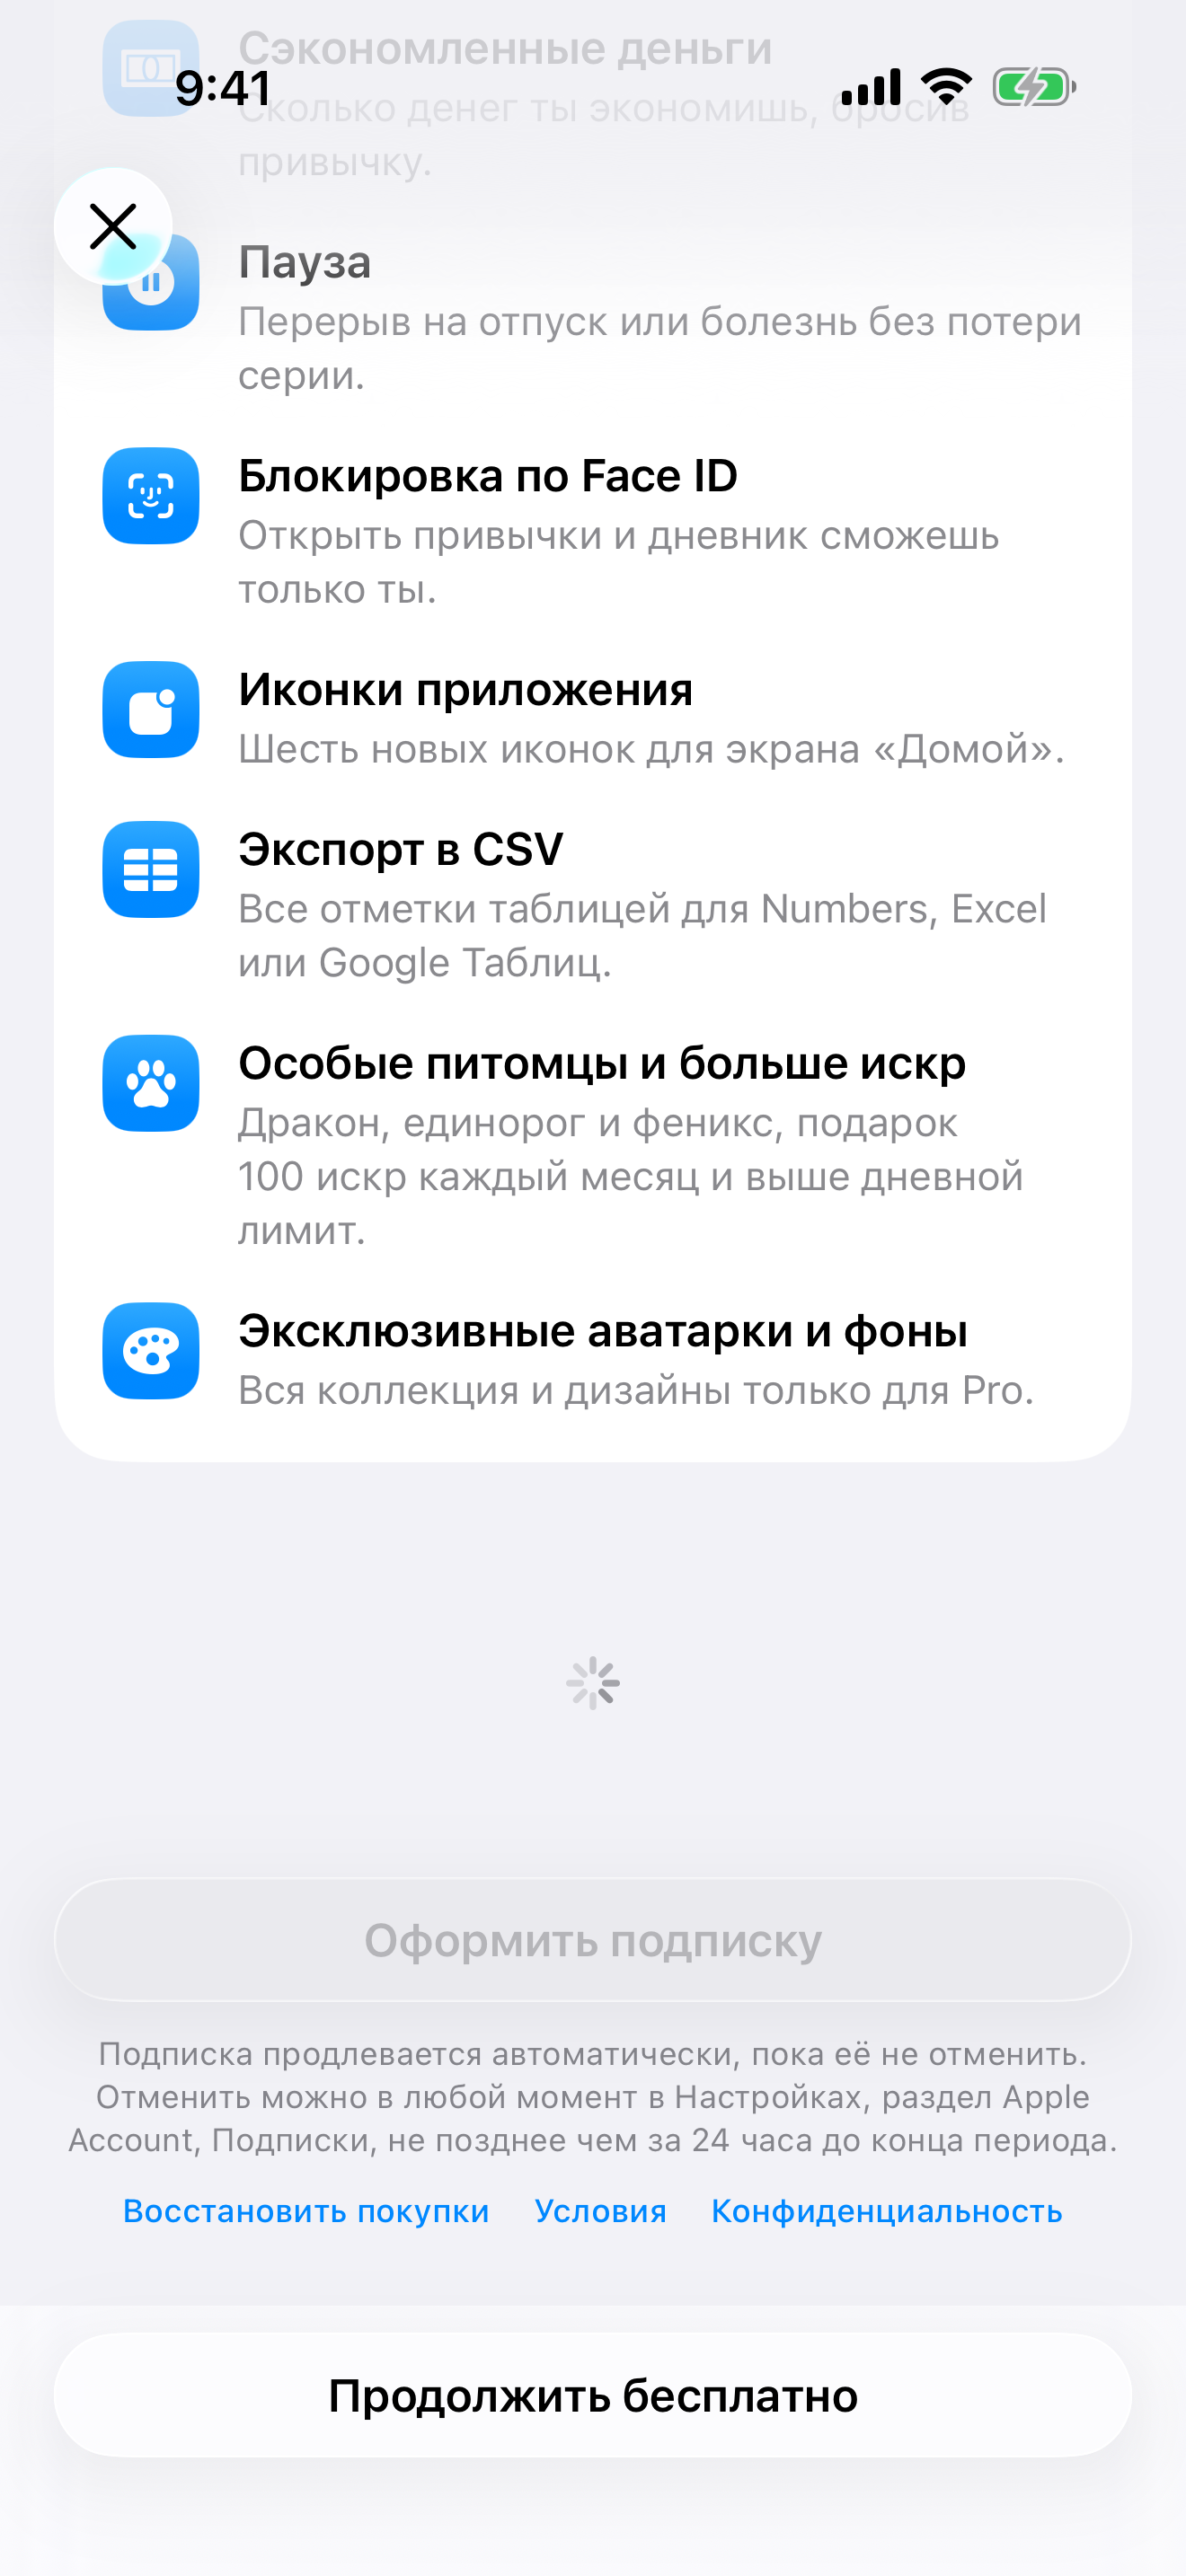 Сэкономленные деньги
9:41
Сколько денег ты экономишь, бросив
привычку.
Пауза
Перерыв на отпуск или болезнь без потери
серии.
Блокировка по Face ID
Открыть привычки и дневник сможешь
только ты.
Иконки приложения
Шесть новых иконок для экрана «Домой».
Экспорт в CSV
Все отметки таблицей для Numbers, Excel
или Google Таблиц.
Особые питомцы и больше искр
Дракон, единорог и феникс, подарок
100 искр каждый месяц и выше дневной
лимит.
Эксклюзивные аватарки и фоны
Вся коллекция и дизайны только для Pro.
Оформить подписку
Подписка продлевается автоматически, пока её не отменить.
Отменить можно в любой момент в Настройках, раздел Apple
Account, Подписки, не позднее чем за 24 часа до конца периода.
Восстановить покупки Условия Конфиденциальность
Продолжить бесплатно